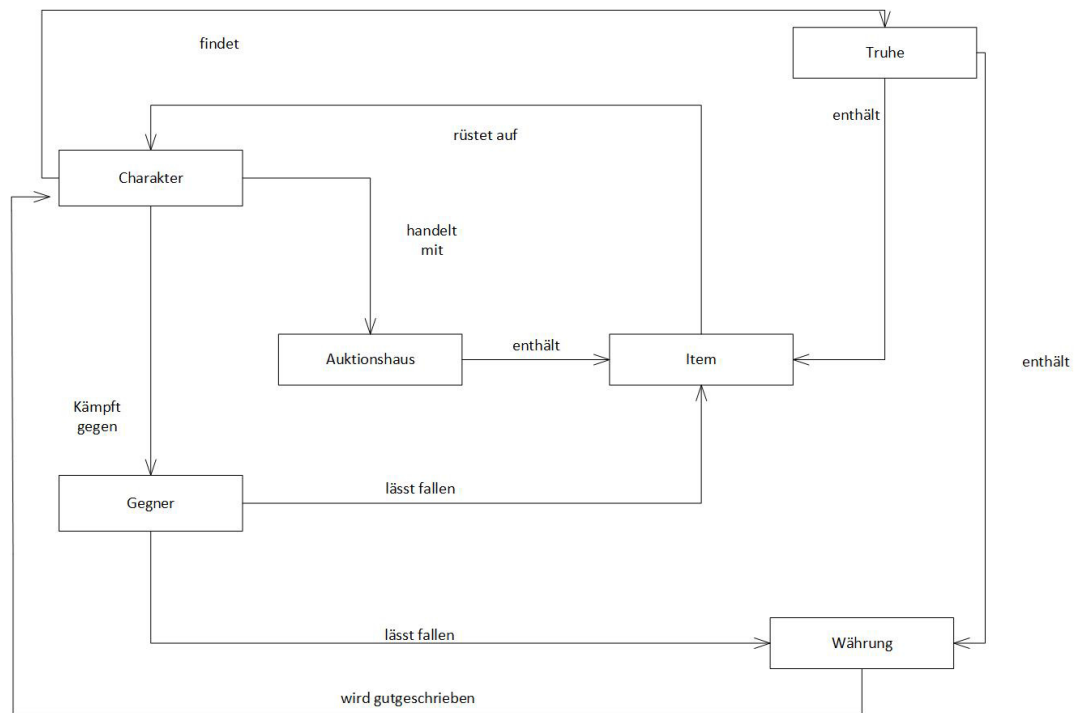 findet
Truhe
enthält
rüstet auf
Charakter
handelt
mit
enthält
Auktionshaus
Item
enthält
Kämpft
gegen
lässt fallen
Gegner
lässt fallen
Währung
wird gutgeschrieben